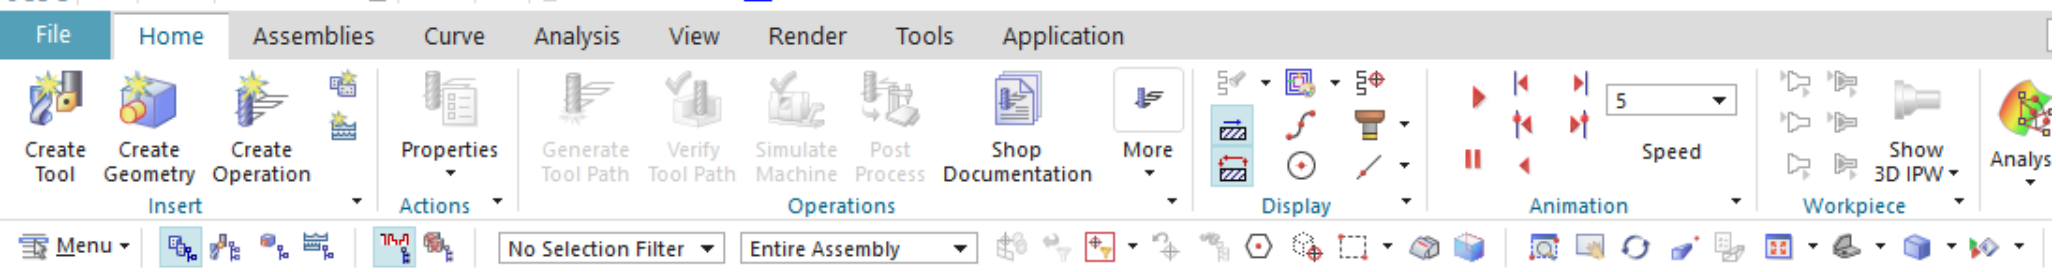 File Home Assemblies Curve Analysis View Render Tools Application
Create Tool
Create Geometry
Create Operation
Insert
Properties
Actions
Generate Tool Path
Verify Tool Path
Simulate Machine
Post Process
Shop Documentation
More
Operations
Display
5
Speed
Animation
Show 3D IPW
Workpiece
Analys
Menu No Selection Filter Entire Assembly